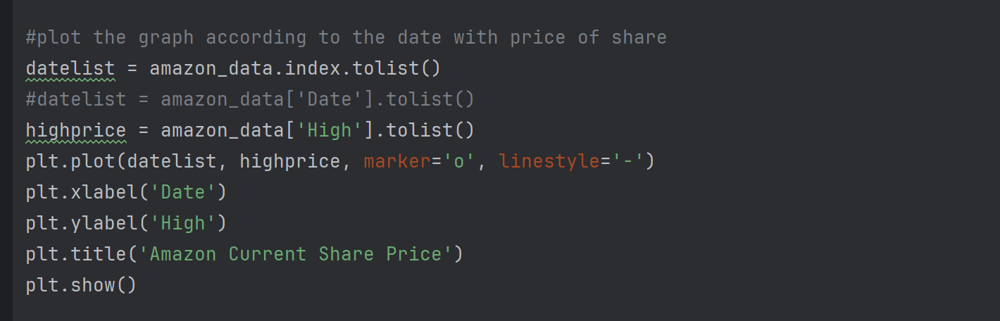 #plot the graph according to the date with price of share
datelist = amazon_data.index.tolist()
#datelist = amazon_data['Date'].tolist()
highprice = amazon_data['High'].tolist()
plt.plot(datelist, highprice, marker='o', linestyle='-')
plt.xlabel('Date')
plt.ylabel('High')
plt.title('Amazon Current Share Price')
plt.show()